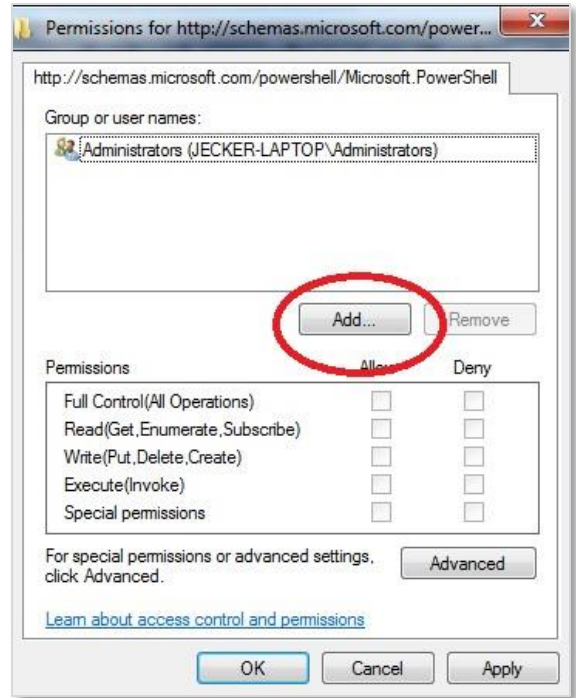 Permissions for http://schemas.microsoft.com/power...
http://schemas.microsoft.com/powershell/Microsoft.PowerShell
Group or user names:
Administrators (JECKER-LAPTOP\Administrators)
Add... Remove
Permissions Allow Deny
Full Control(All Operations)
Read(Get,Enumerate,Subscribe)
Write(Put,Delete,Create)
Execute(Invoke)
Special permissions
For special permissions or advanced settings,
click Advanced.
Advanced
Learn about access control and permissions
OK Cancel Apply